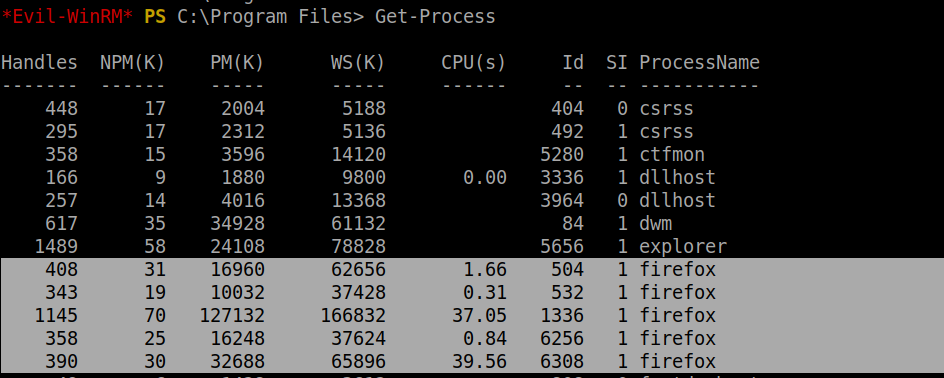 *Evil-WinRM* PS C:\Program Files> Get-Process
Handles  NPM(K)    PM(K)      WS(K)     CPU(s)     Id  SI ProcessName
-------  ------    -----      -----     ------     --  -- -----------
    448      17     2004       5188               404   0 csrss
    295      17     2312       5136               492   1 csrss
    358      15     3596      14120              5280   1 ctfmon
    166       9     1880       9800       0.00   3336   1 dllhost
    257      14     4016      13368              3964   0 dllhost
    617      35    34928      61132                84   1 dwm
   1489      58    24108      78828              5656   1 explorer
    408      31    16960      62656       1.66    504   1 firefox
    343      19    10032      37428       0.31    532   1 firefox
   1145      70   127132     166832      37.05   1336   1 firefox
    358      25    16248      37624       0.84   6256   1 firefox
    390      30    32688      65896      39.56   6308   1 firefox